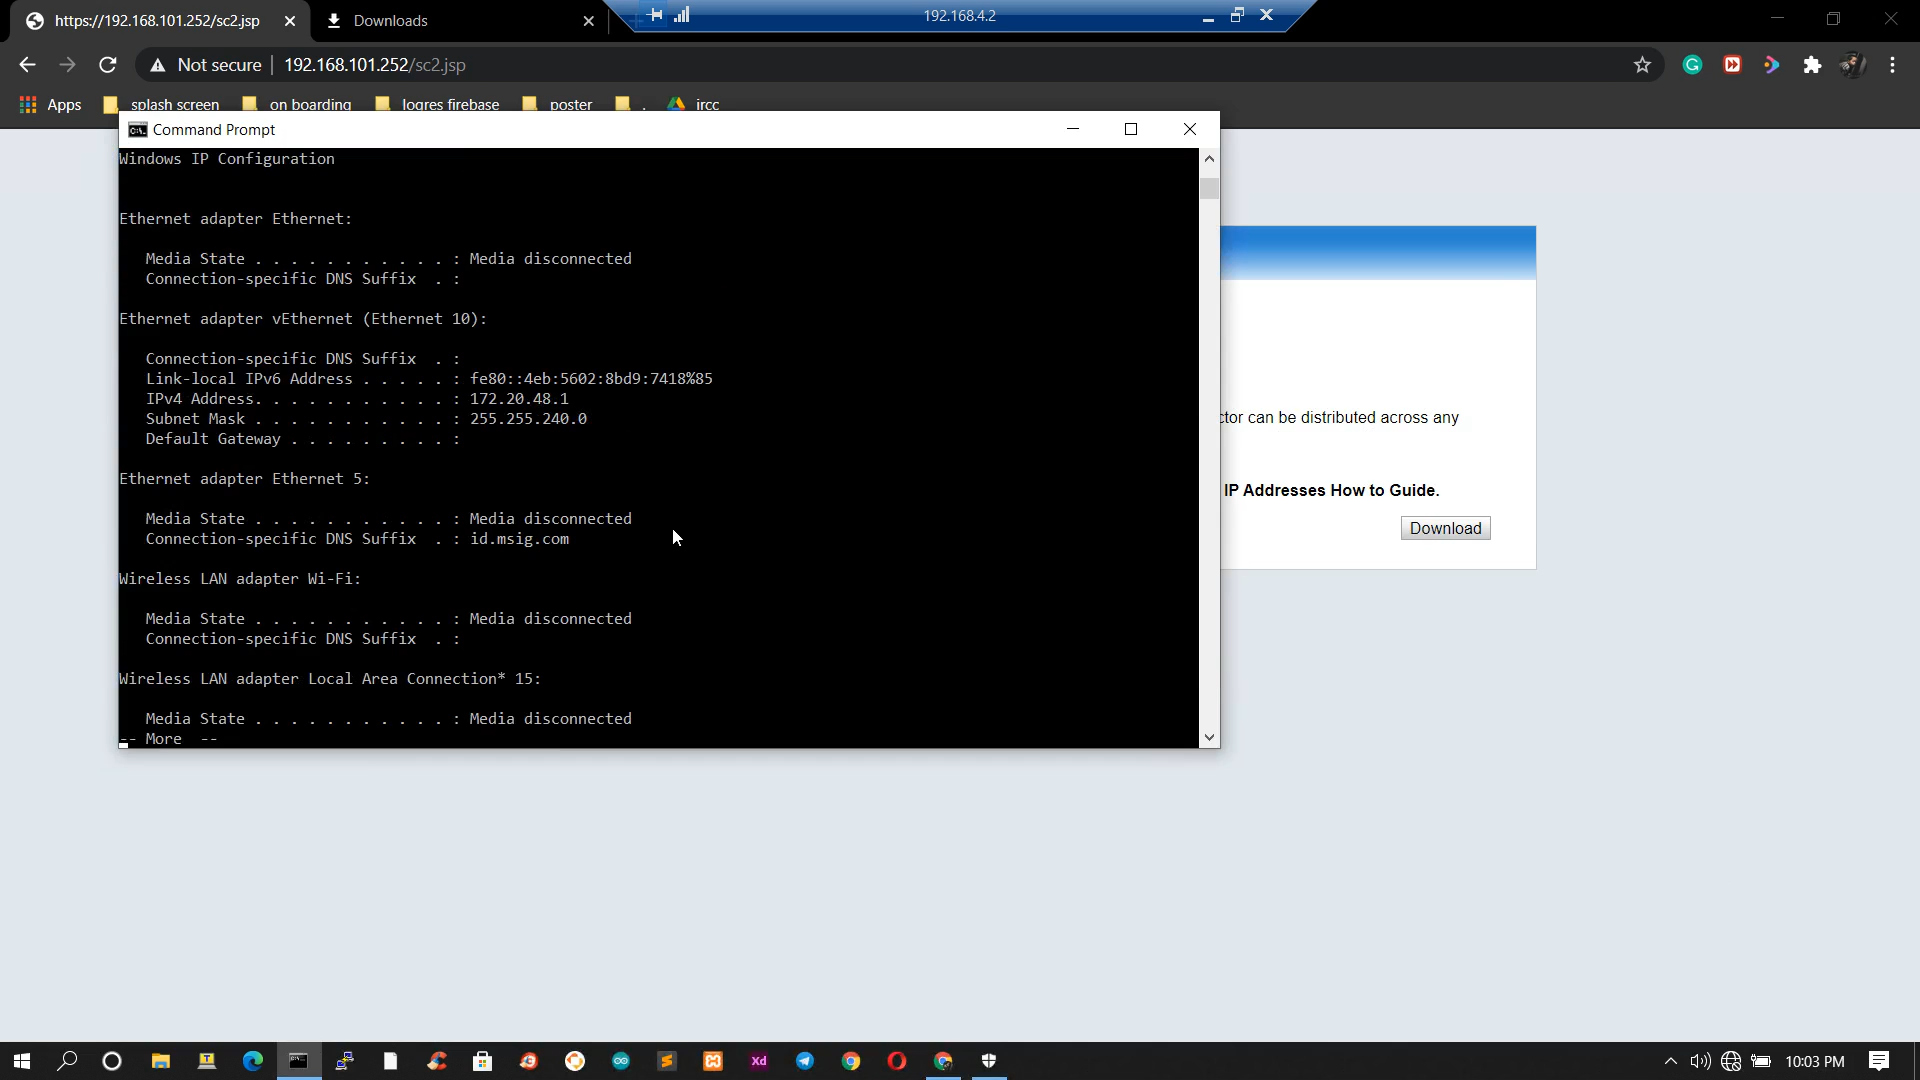 https://192.168.101.252/sc2.jsp
Downloads
192.168.4.2
Not secure
192.168.101.252/sc2.jsp
Apps
splash screen
on boarding
logres firebase
poster
.
ircc
Command Prompt
Windows IP Configuration
Ethernet adapter Ethernet:
Media State . . . . . . . . . . . : Media disconnected
Connection-specific DNS Suffix  . :
Ethernet adapter vEthernet (Ethernet 10):
Connection-specific DNS Suffix  . :
Link-local IPv6 Address . . . . . : fe80::4eb:5602:8bd9:7418%85
IPv4 Address. . . . . . . . . . . : 172.20.48.1
Subnet Mask . . . . . . . . . . . : 255.255.240.0
Default Gateway . . . . . . . . . :
Ethernet adapter Ethernet 5:
Media State . . . . . . . . . . . : Media disconnected
Connection-specific DNS Suffix  . : id.msig.com
Wireless LAN adapter Wi-Fi:
Media State . . . . . . . . . . . : Media disconnected
Connection-specific DNS Suffix  . :
Wireless LAN adapter Local Area Connection* 15:
Media State . . . . . . . . . . . : Media disconnected
-- More  --
ctor can be distributed across any
IP Addresses How to Guide.
Download
Xd
10:03 PM